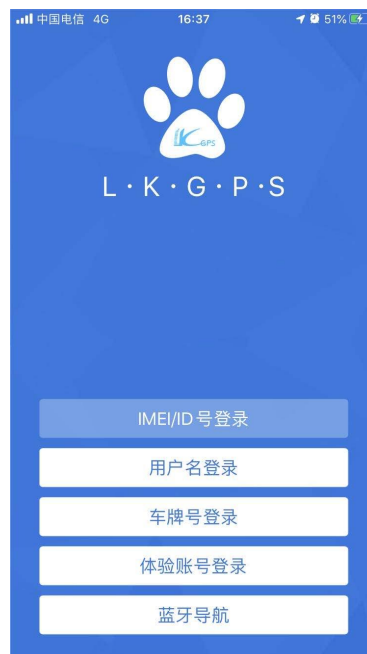 中国电信 4G 16:37 51%
LKGPS
L·K·G·P·S
IMEI/ID号登录
用户名登录
车牌号登录
体验账号登录
蓝牙导航